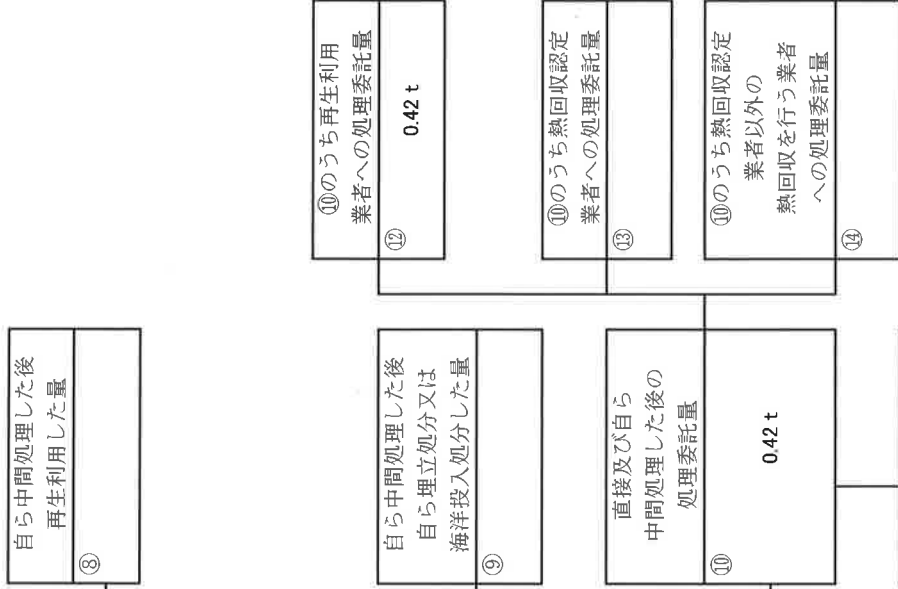 自ら中間処理した後
再生利用した量
⑧
自ら中間処理した後
自ら埋立処分又は
海洋投入処分した量
⑨
直接及び自ら
中間処理した後の
処理委託量
⑩
0.42 t
⑩のうち再生利用
業者への処理委託量
⑫
0.42 t
⑩のうち熱回収認定
業者への処理委託量
⑬
⑩のうち熱回収認定
業者以外の
熱回収を行う業者
への処理委託量
⑭